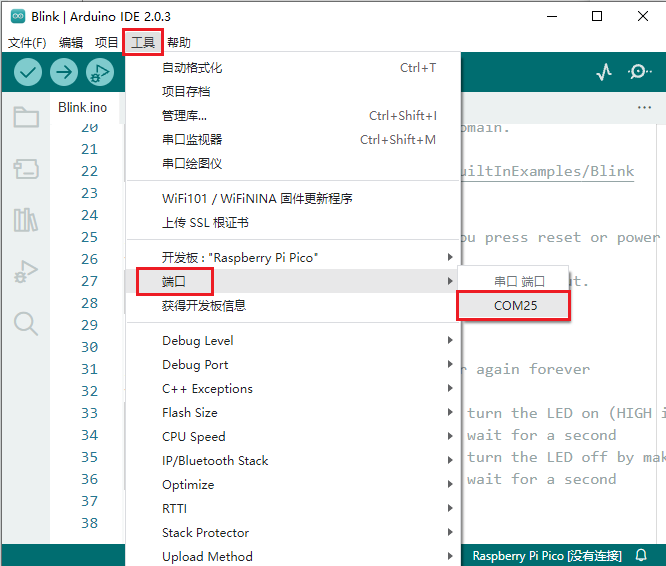 Blink | Arduino IDE 2.0.3
文件(F) 编辑 项目 工具 帮助
Blink.ino
自动格式化 Ctrl+T
项目存档
管理库... Ctrl+Shift+I
串口监视器 Ctrl+Shift+M
串口绘图仪
WiFi101 / WiFiNINA 固件更新程序
上传 SSL 根证书
开发板 : "Raspberry Pi Pico"
端口
获得开发板信息
Debug Level
Debug Port
C++ Exceptions
Flash Size
CPU Speed
IP/Bluetooth Stack
Optimize
RTTI
Stack Protector
Upload Method
串口 端口
COM25
20 omain.
21
22 uiltInExamples/Blink
23
24
25 ou press reset or power
26
27 t.
28
29
30
31 r again forever
32
33 turn the LED on (HIGH i
34 wait for a second
35 turn the LED off by mak
36 wait for a second
37
38
Raspberry Pi Pico [没有连接]